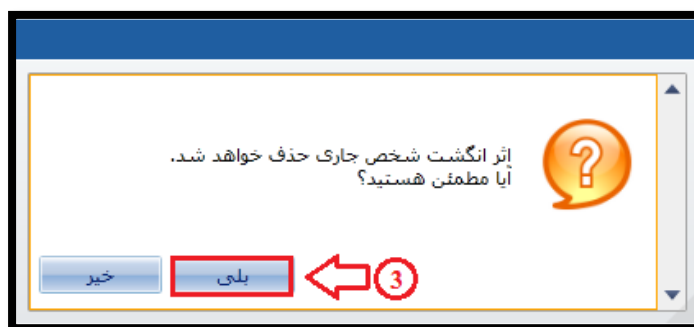 اثر انگشت شخص جاری حذف خواهد شد.
آیا مطمئن هستید؟
بلی
خیر
3